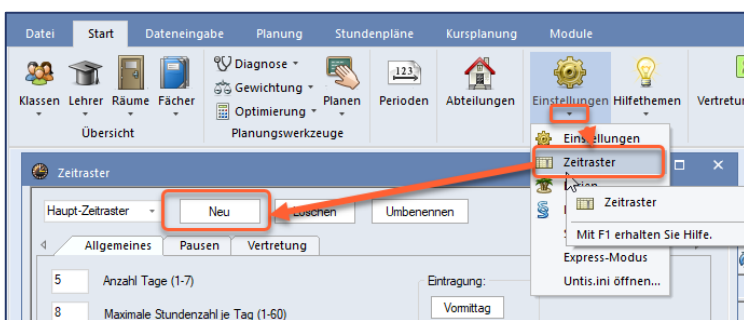 Datei Start Dateneingabe Planung Stundenpläne Kursplanung Module
Klassen Lehrer Räume Fächer
Übersicht
Diagnose
Gewichtung
Optimierung
Planen
Planungswerkzeuge
123
Perioden
Abteilungen
Einstellungen
Hilfethemen
Einstellungen
Zeitraster
Ferien
Zeitraster
Mit F1 erhalten Sie Hilfe.
Express-Modus
Untis.ini öffnen...
Zeitraster
Haupt-Zeitraster Neu Löschen Umbenennen
Allgemeines Pausen Vertretung
5 Anzahl Tage (1-7)
Eintragung:
8 Maximale Stundenzahl je Tag (1-60)
Vormittag